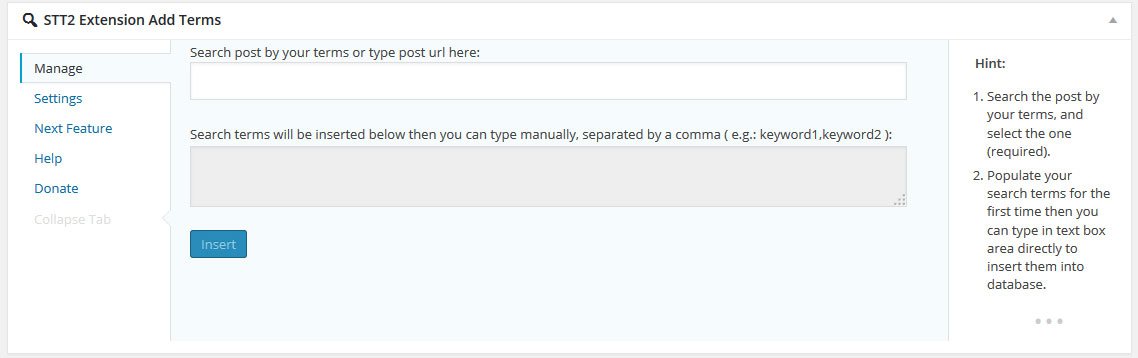 STT2 Extension Add Terms
Manage
Settings
Next Feature
Help
Donate
Collapse Tab
Search post by your terms or type post url here:
Search terms will be inserted below then you can type manually, separated by a comma ( e.g.: keyword1,keyword2 ):
Insert
Hint:
1. Search the post by
your terms, and
select the one
(required).
2. Populate your
search terms for the
first time then you
can type in text box
area directly to
insert them into
database.